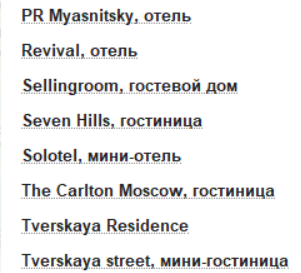 PR Myasnitsky, отель
Revival, отель
Sellingroom, гостевой дом
Seven Hills, гостиница
Solotel, мини-отель
The Carlton Moscow, гостиница
Tverskaya Residence
Tverskaya street, мини-гостиница